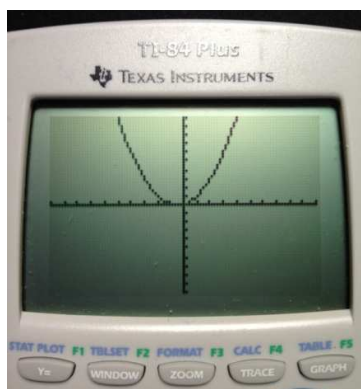 TI-84 Plus
TEXAS INSTRUMENTS
STAT PLOT F1 TBLSET F2 FORMAT F3 CALC F4 TABLE F5
Y= WINDOW ZOOM TRACE GRAPH